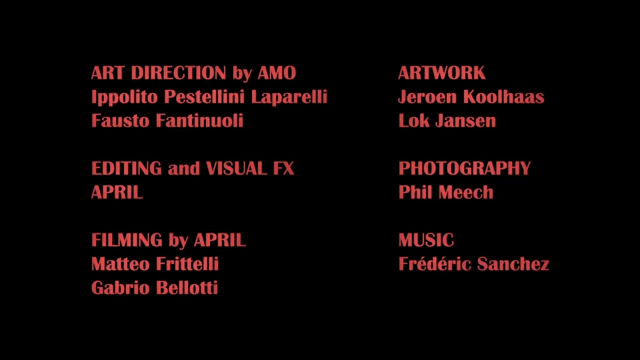 ART DIRECTION by AMO
Ippolito Pestellini Laparelli
Fausto Fantinuoli
EDITING and VISUAL FX
APRIL
FILMING by APRIL
Matteo Frittelli
Gabrio Bellotti
ARTWORK
Jeroen Koolhaas
Lok Jansen
PHOTOGRAPHY
Phil Meech
MUSIC
Frédéric Sanchez